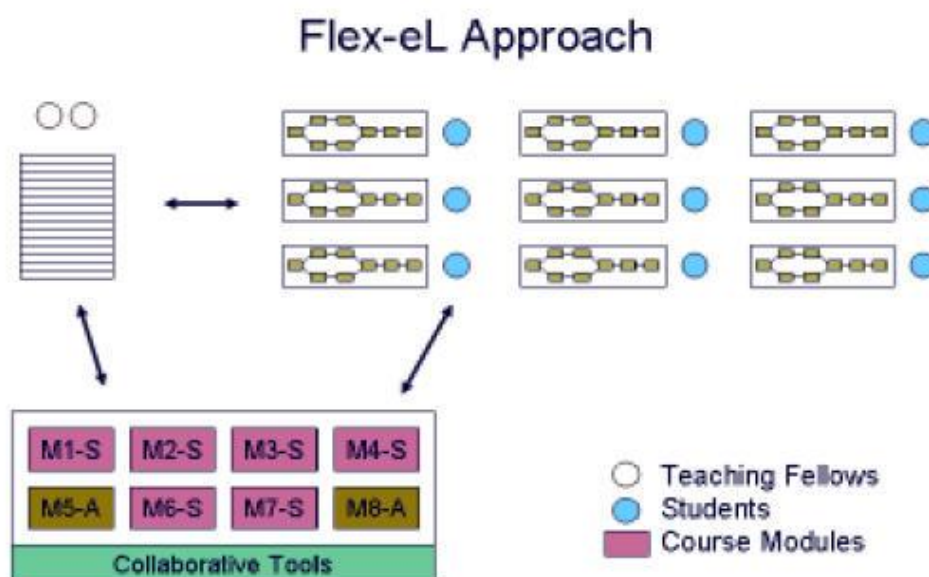 Flex-eL Approach
M1-S M2-S M3-S M4-S
M5-A M6-S M7-S M8-A
Collaborative Tools
Teaching Fellows
Students
Course Modules